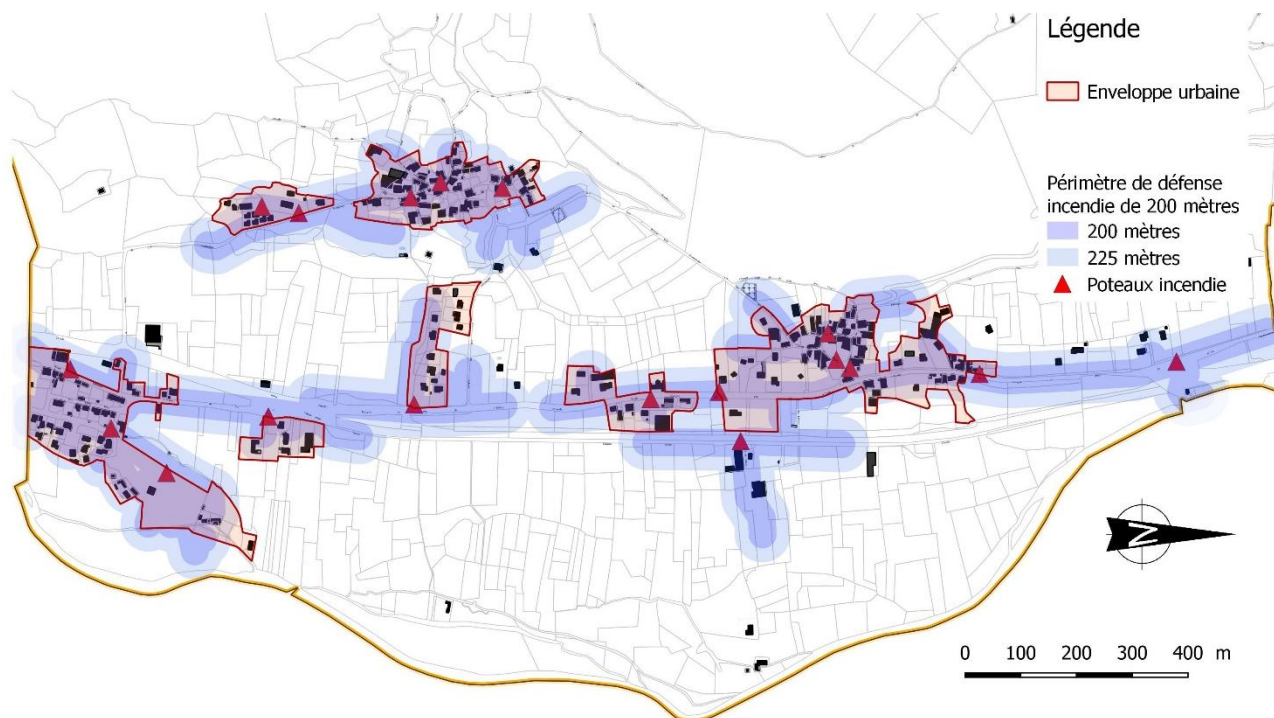 Légende
Enveloppe urbaine
Périmètre de défense
incendie de 200 mètres
200 mètres
225 mètres
Poteaux incendie
N
0 100 200 300 400 m